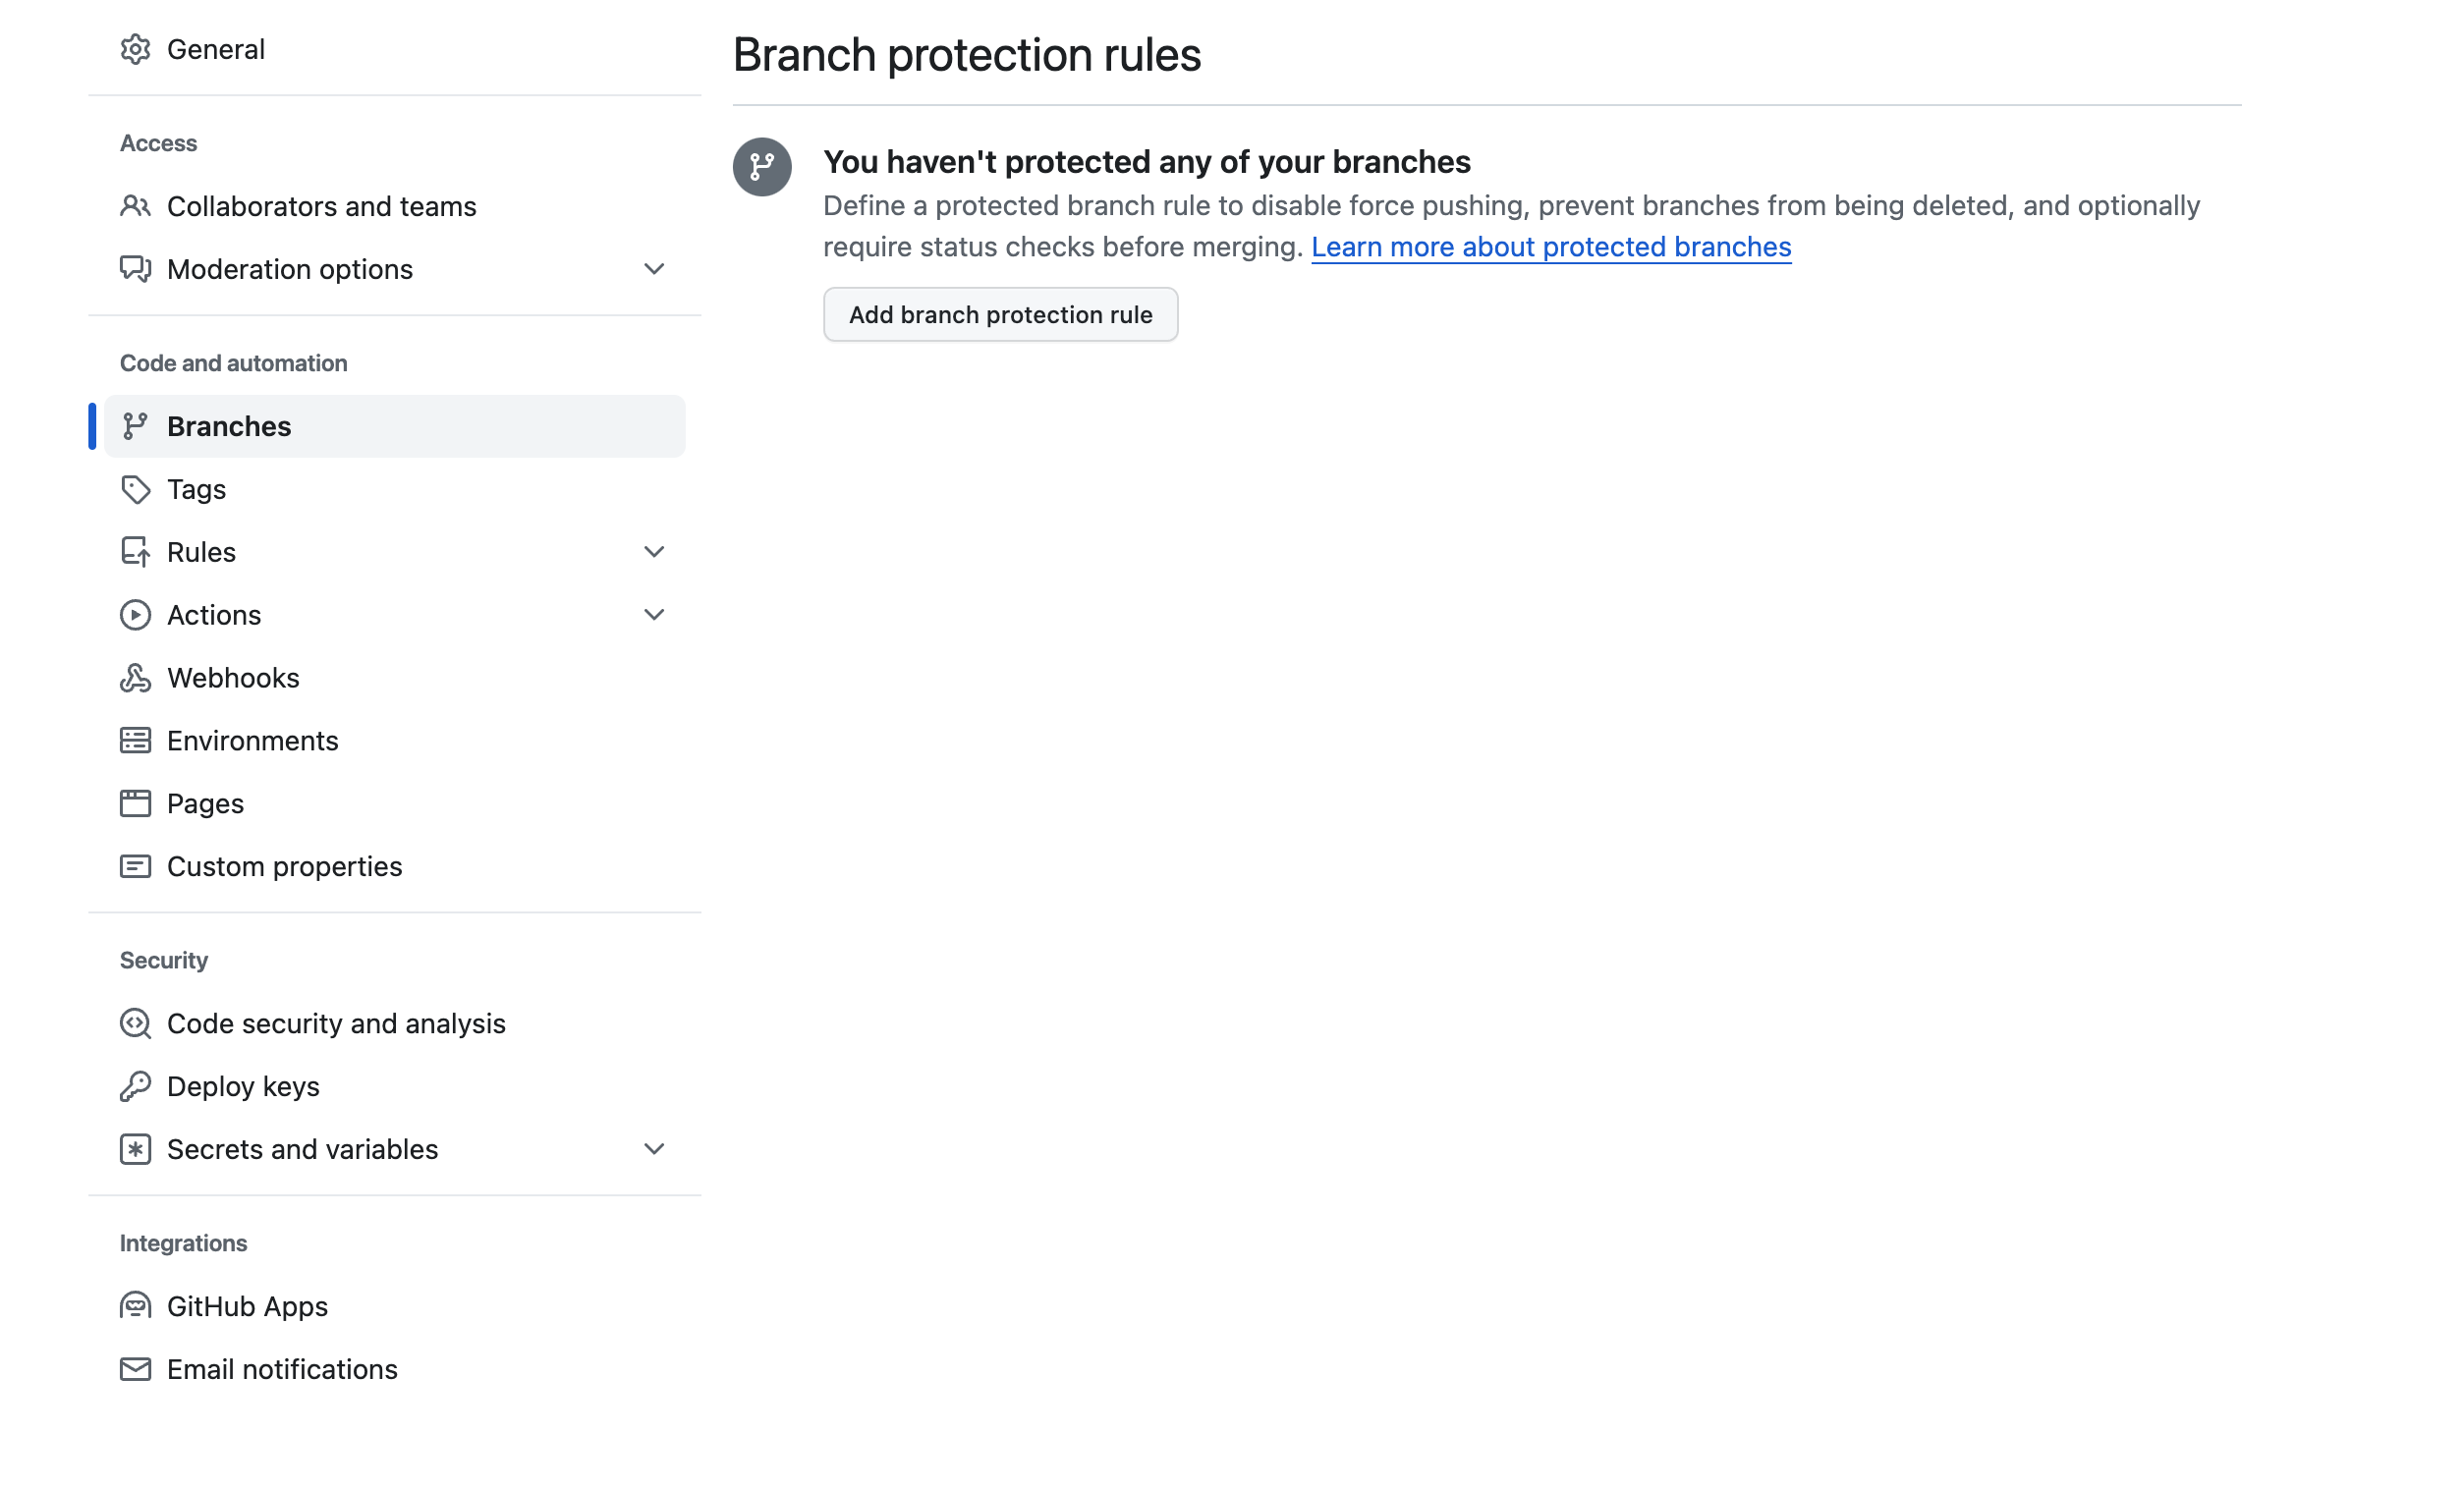 General
Access
Collaborators and teams
Moderation options
Code and automation
Branches
Tags
Rules
Actions
Webhooks
Environments
Pages
Custom properties
Security
Code security and analysis
Deploy keys
Secrets and variables
Integrations
GitHub Apps
Email notifications
Branch protection rules
You haven't protected any of your branches
Define a protected branch rule to disable force pushing, prevent branches from being deleted, and optionally
require status checks before merging. Learn more about protected branches
Add branch protection rule